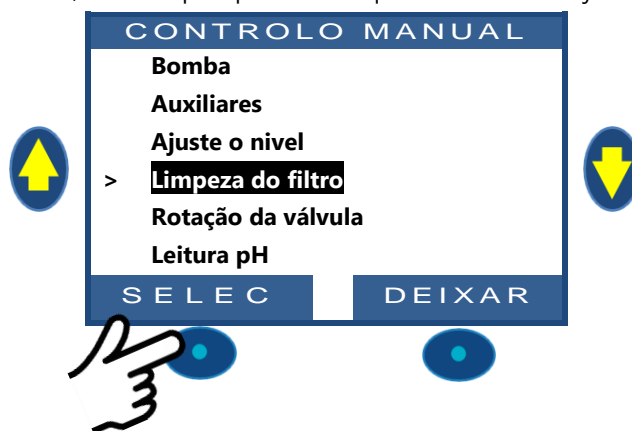 CONTROLO MANUAL
Bomba
Auxiliares
Ajuste o nivel
> Limpeza do filtro
Rotação da válvula
Leitura pH
SELEC DEIXAR